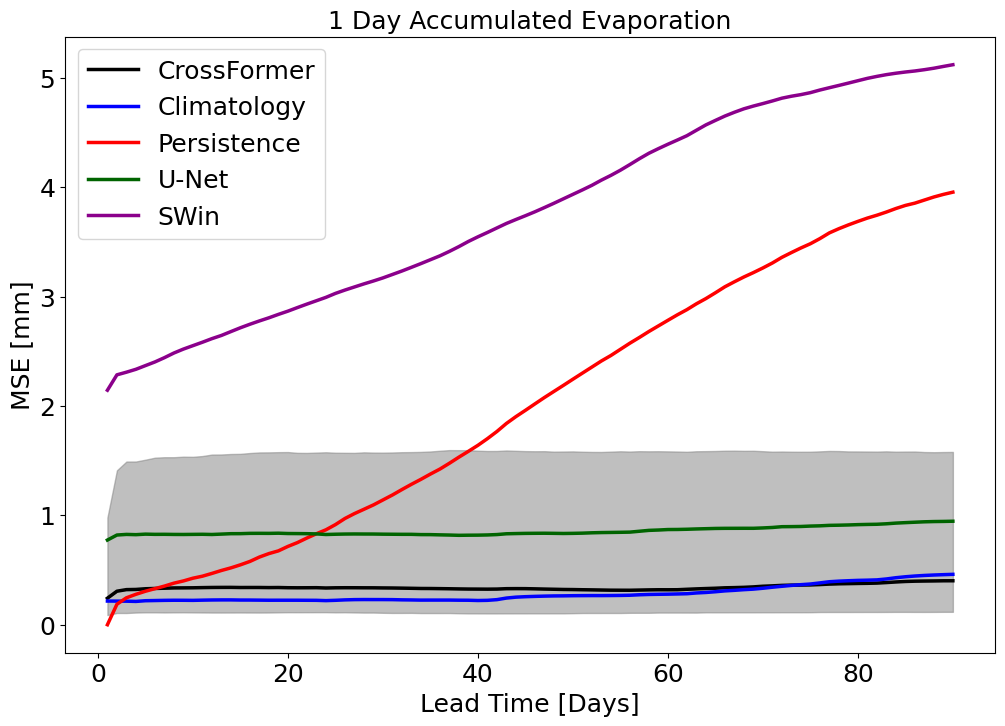 1 Day Accumulated Evaporation
CrossFormer
Climatology
Persistence
U-Net
SWin
MSE [mm]
5
4
3
2
1
0
0 20 40 60 80
Lead Time [Days]